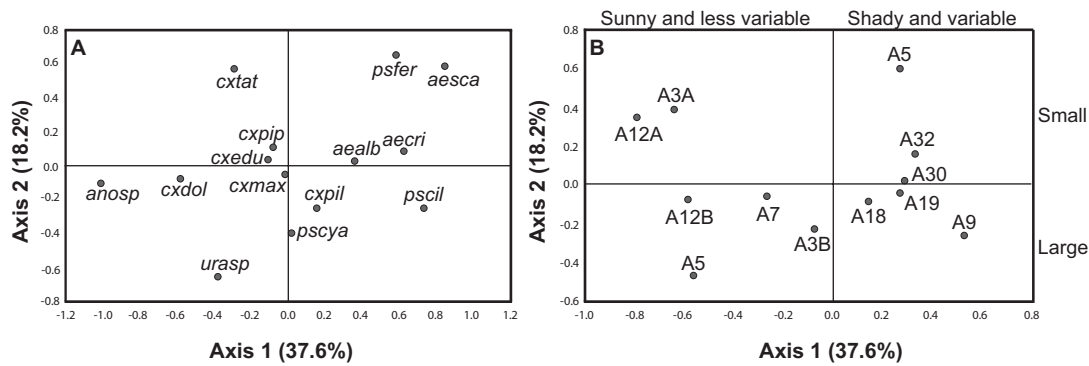 Sunny and less variable
Shady and variable
A
psfer
aesca
cxtat
cxpip
aecri
cxedu
aealb
anosp
cxdol
cxmax
cxpil
pscil
pscya
urasp
0.8
0.6
0.4
0.2
0.0
-0.2
-0.4
-0.6
-0.8
-1.2
-1.0
-0.8
-0.6
-0.4
-0.2
0.0
0.2
0.4
0.6
0.8
1.0
1.2
Axis 2 (18.2%)
Axis 1 (37.6%)
B
A5
A3A
A12A
A32
A30
A12B
A7
A18
A19
A9
A3B
A5
Small
Large
0.8
0.6
0.4
0.2
0.0
-0.2
-0.4
-0.6
-1.0
-0.8
-0.6
-0.4
-0.2
0.0
0.2
0.4
0.6
0.8
Axis 2 (18.2%)
Axis 1 (37.6%)